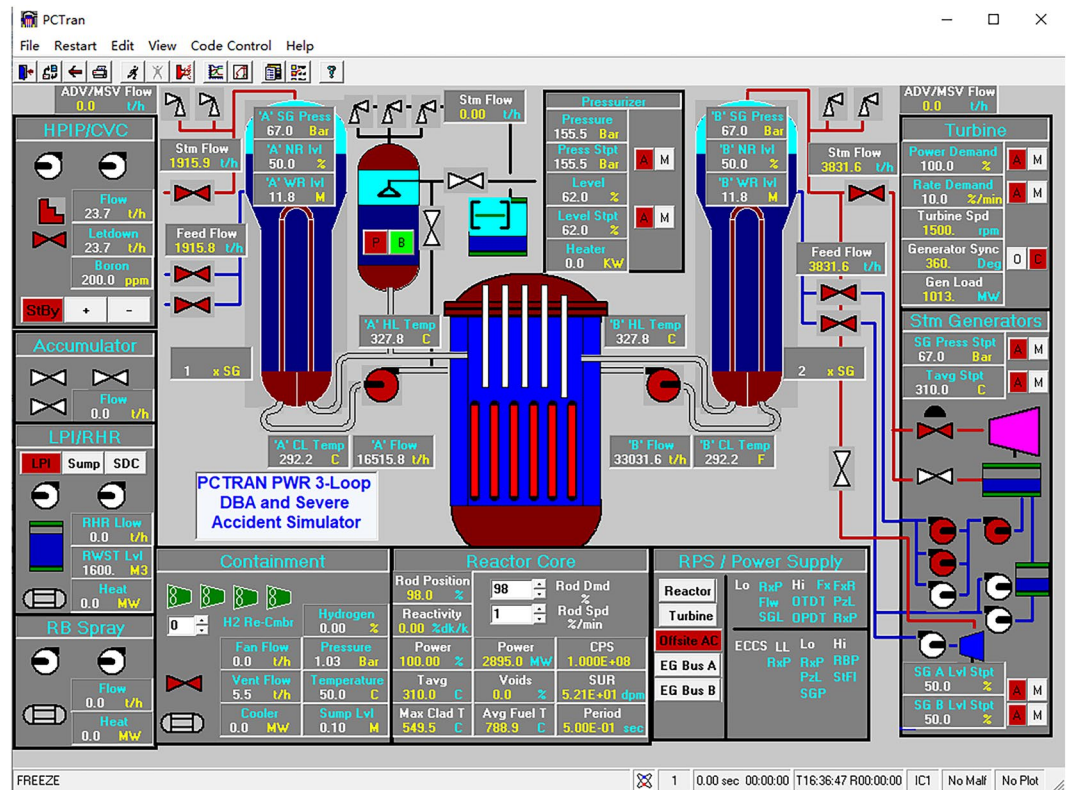 PCTran
File Restart Edit View Code Control Help
ADV/MSV Flow
0.0 t/h
HPIP/CVC
Flow
23.7 t/h
Letdown
23.7 t/h
Boron
200.0 ppm
StBy + -
Accumulator
Flow
0.0 t/h
LPI/RHR
LPI Sump SDC
RHR Llow
0.0 t/h
RWST Lvl
1600. M3
Heat
0.0 MW
RB Spray
Flow
0.0 t/h
Heat
0.0 MW
Stm Flow
1915.9 t/h
Feed Flow
1915.8 t/h
1 x SG
'A' SG Press
67.0 Bar
'A' NR lvl
50.0 %
'A' WR lvl
11.8 M
P B
Stm Flow
0.00 t/h
Pressurizer
Pressure
155.5 Bar
Press Stpt
155.5 Bar
A M
Level
62.0 %
Level Stpt
62.0 %
A M
Heater
0.0 KW
'B' SG Press
67.0 Bar
'B' NR lvl
50.0 %
'B' WR lvl
11.8 M
Stm Flow
3831.6 t/h
Feed Flow
3831.6 t/h
2 x SG
'A' HL Temp
327.8 C
'B' HL Temp
327.8 C
'A' CL Temp
292.2 C
'A' Flow
16515.8 t/h
'B' Flow
33031.6 t/h
'B' CL Temp
292.2 F
PCTRAN PWR 3-Loop
DBA and Severe
Accident Simulator
ADV/MSV Flow
0.0 t/h
Turbine
Power Demand
100.0 %
A M
Rate Demand
10.0 %/min
A M
Turbine Spd
1500. rpm
Generator Sync
360. Deg
O C
Gen Load
1013. MW
Stm Generators
SG Press Stpt
67.0 Bar
A M
Tavg Stpt
310.0 C
A M
SG A Lvl Stpt
50.0 %
A M
SG B Lvl Stpt
50.0 %
A M
Containment
0
H2 Re-Cmbr
Hydrogen
0.00 %
Fan Flow
0.0 t/h
Pressure
1.03 Bar
Vent Flow
5.5 t/h
Temperature
50.0 C
Cooler
0.0 MW
Sump Lvl
0.10 M
Reactor Core
Rod Position
98.0 %
98
Rod Dmd
%
Reactivity
0.00 %dk/k
1
Rod Spd
%/min
Power
100.00 %
Power
2895.0 MW
CPS
1.000E+08
Tavg
310.0 C
Voids
0.0 %
SUR
5.21E+01 dpm
Max Clad T
549.5 C
Avg Fuel T
788.9 C
Period
5.00E-01 sec
RPS / Power Supply
Reactor
Turbine
Offsite AC
EG Bus A
EG Bus B
Lo RxP Hi Fx FxR
Flw OTDT PzL
SGL OPDT RxP
ECCS LL Lo Hi
RxP RxP RBP
PzL StFl
SGP
FREEZE 1 0.00 sec 00:00:00 T16:36:47 R00:00:00 IC1 No Malf No Plot